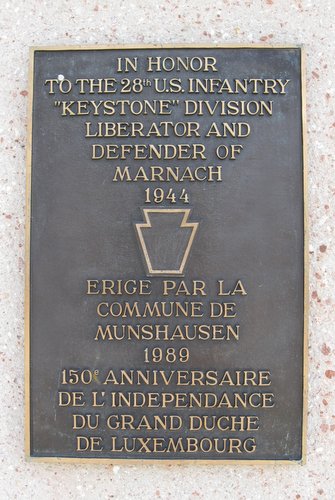 IN HONOR
TO THE 28th U.S. INFANTRY
"KEYSTONE" DIVISION
LIBERATOR AND
DEFENDER OF
MARNACH
1944
ERIGE PAR LA
COMMUNE DE
MUNSHAUSEN
1989
150e ANNIVERSAIRE
DE L'INDEPENDANCE
DU GRAND DUCHE
DE LUXEMBOURG